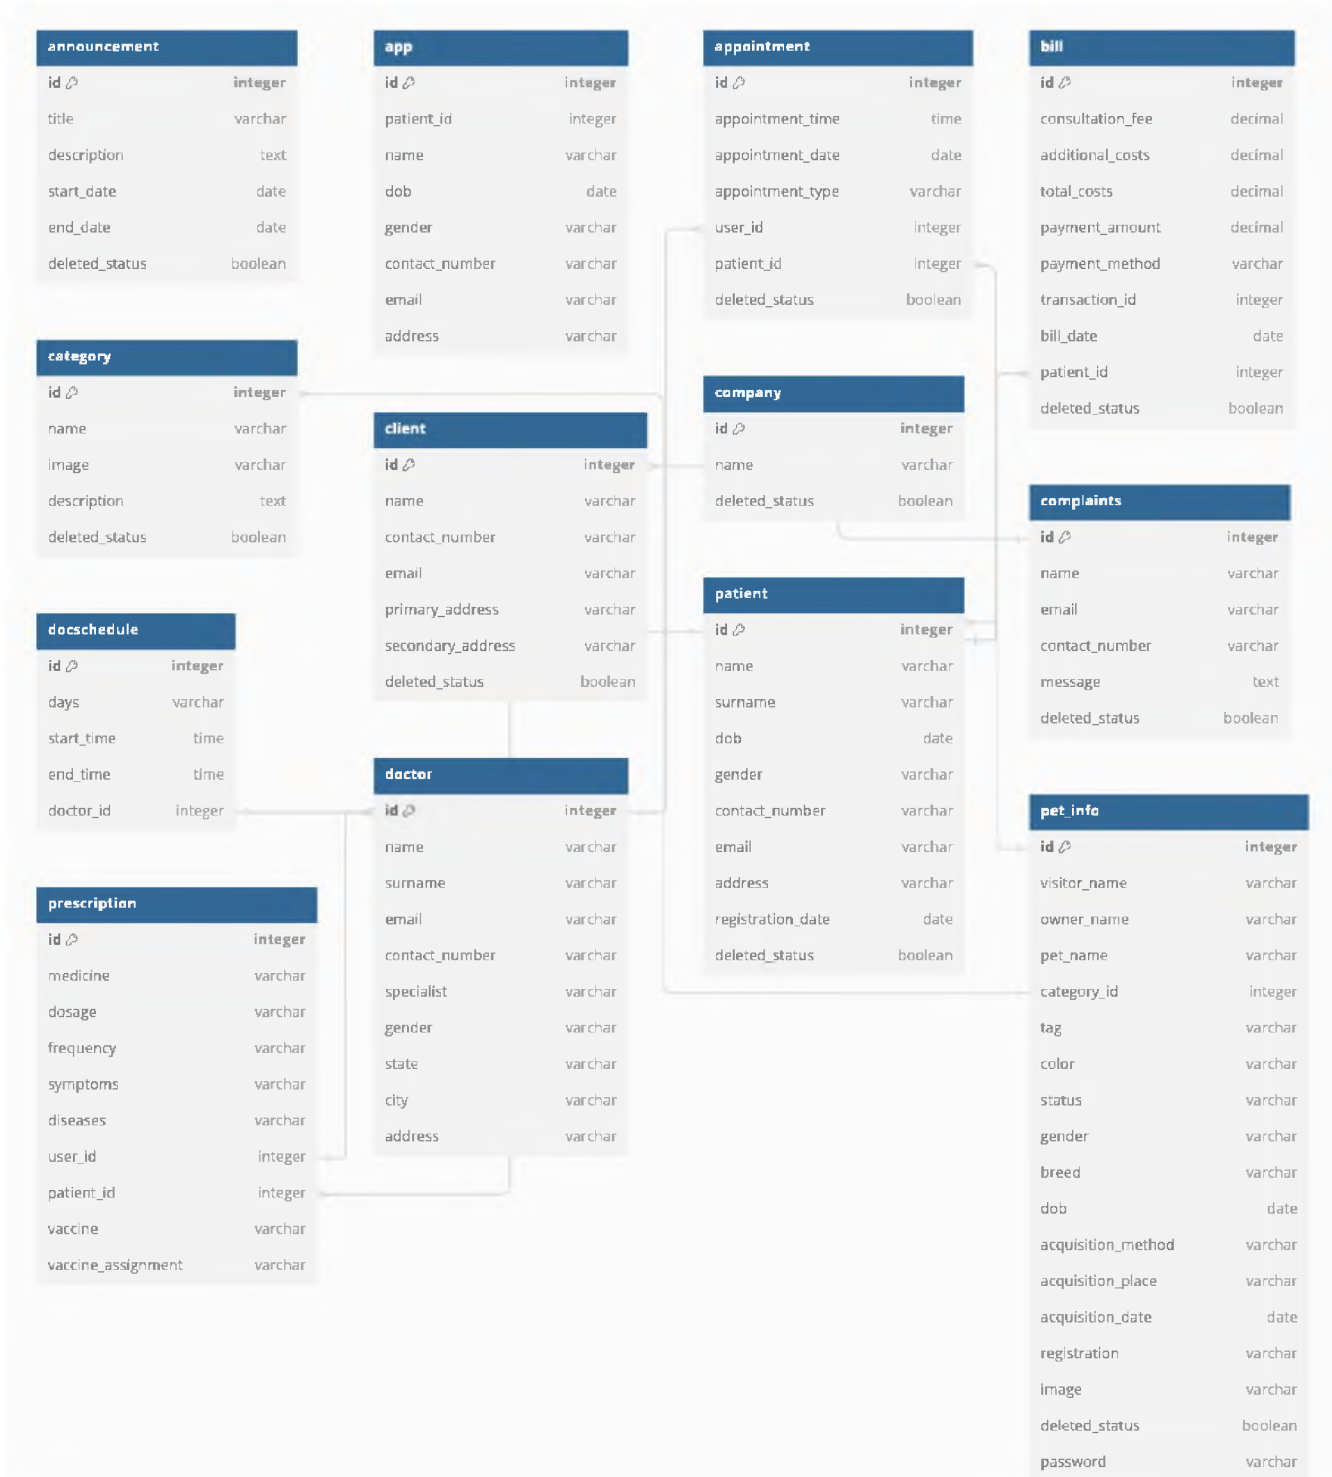 announcement
id integer
title varchar
description text
start_date date
end_date date
deleted_status boolean
app
id integer
patient_id integer
name varchar
dob date
gender varchar
contact_number varchar
email varchar
address varchar
appointment
id integer
appointment_time time
appointment_date date
appointment_type varchar
user_id integer
patient_id integer
deleted_status boolean
bill
id integer
consultation_fee decimal
additional_costs decimal
total_costs decimal
payment_amount decimal
payment_method varchar
transaction_id integer
bill_date date
patient_id integer
deleted_status boolean
category
id integer
name varchar
image varchar
description text
deleted_status boolean
client
id integer
name varchar
contact_number varchar
email varchar
primary_address varchar
secondary_address varchar
deleted_status boolean
company
id integer
name varchar
deleted_status boolean
complaints
id integer
name varchar
email varchar
contact_number varchar
message text
deleted_status boolean
docschedule
id integer
days varchar
start_time time
end_time time
doctor_id integer
doctor
id integer
name varchar
surname varchar
email varchar
contact_number varchar
specialist varchar
gender varchar
state varchar
city varchar
address varchar
patient
id integer
name varchar
surname varchar
dob date
gender varchar
contact_number varchar
email varchar
address varchar
registration_date date
deleted_status boolean
pet_info
id integer
visitor_name varchar
owner_name varchar
pet_name varchar
category_id integer
tag varchar
color varchar
status varchar
gender varchar
breed varchar
dob date
acquisition_method varchar
acquisition_place varchar
acquisition_date date
registration varchar
image varchar
deleted_status boolean
password varchar
prescription
id integer
medicine varchar
dosage varchar
frequency varchar
symptoms varchar
diseases varchar
user_id integer
patient_id integer
vaccine varchar
vaccine_assignment varchar